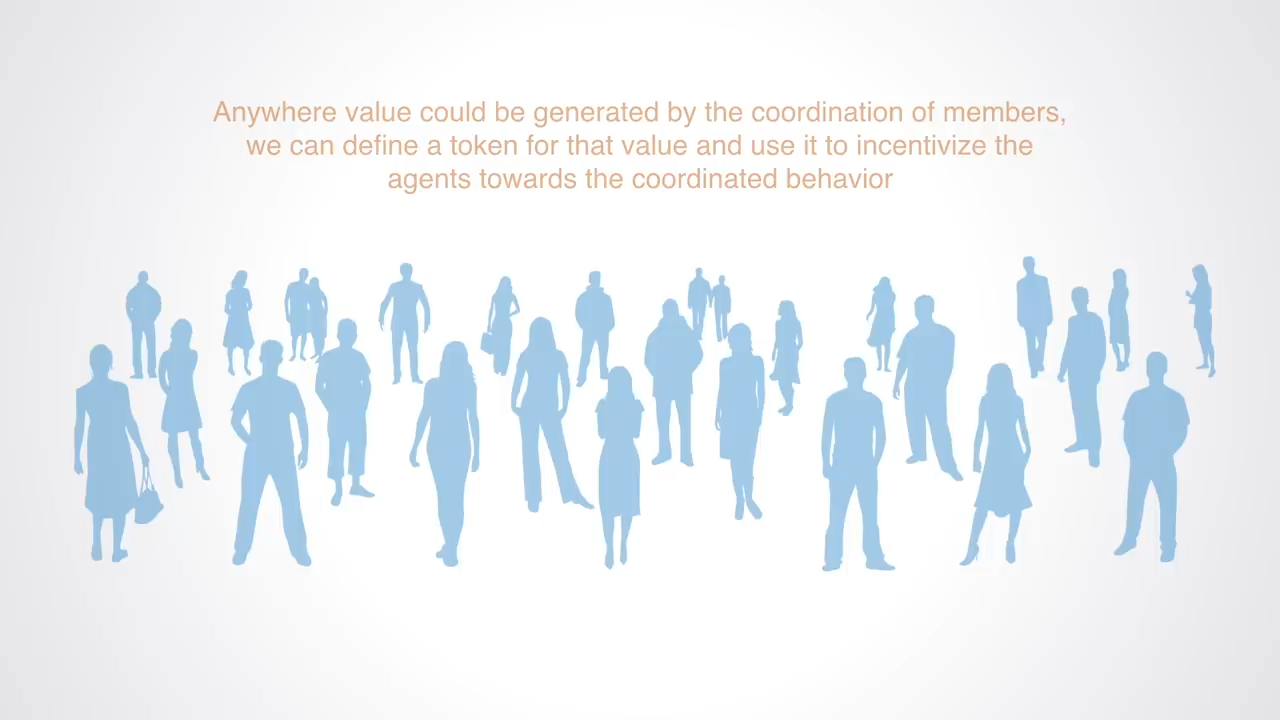 Anywhere value could be generated by the coordination of members,
we can define a token for that value and use it to incentivize the
agents towards the coordinated behavior